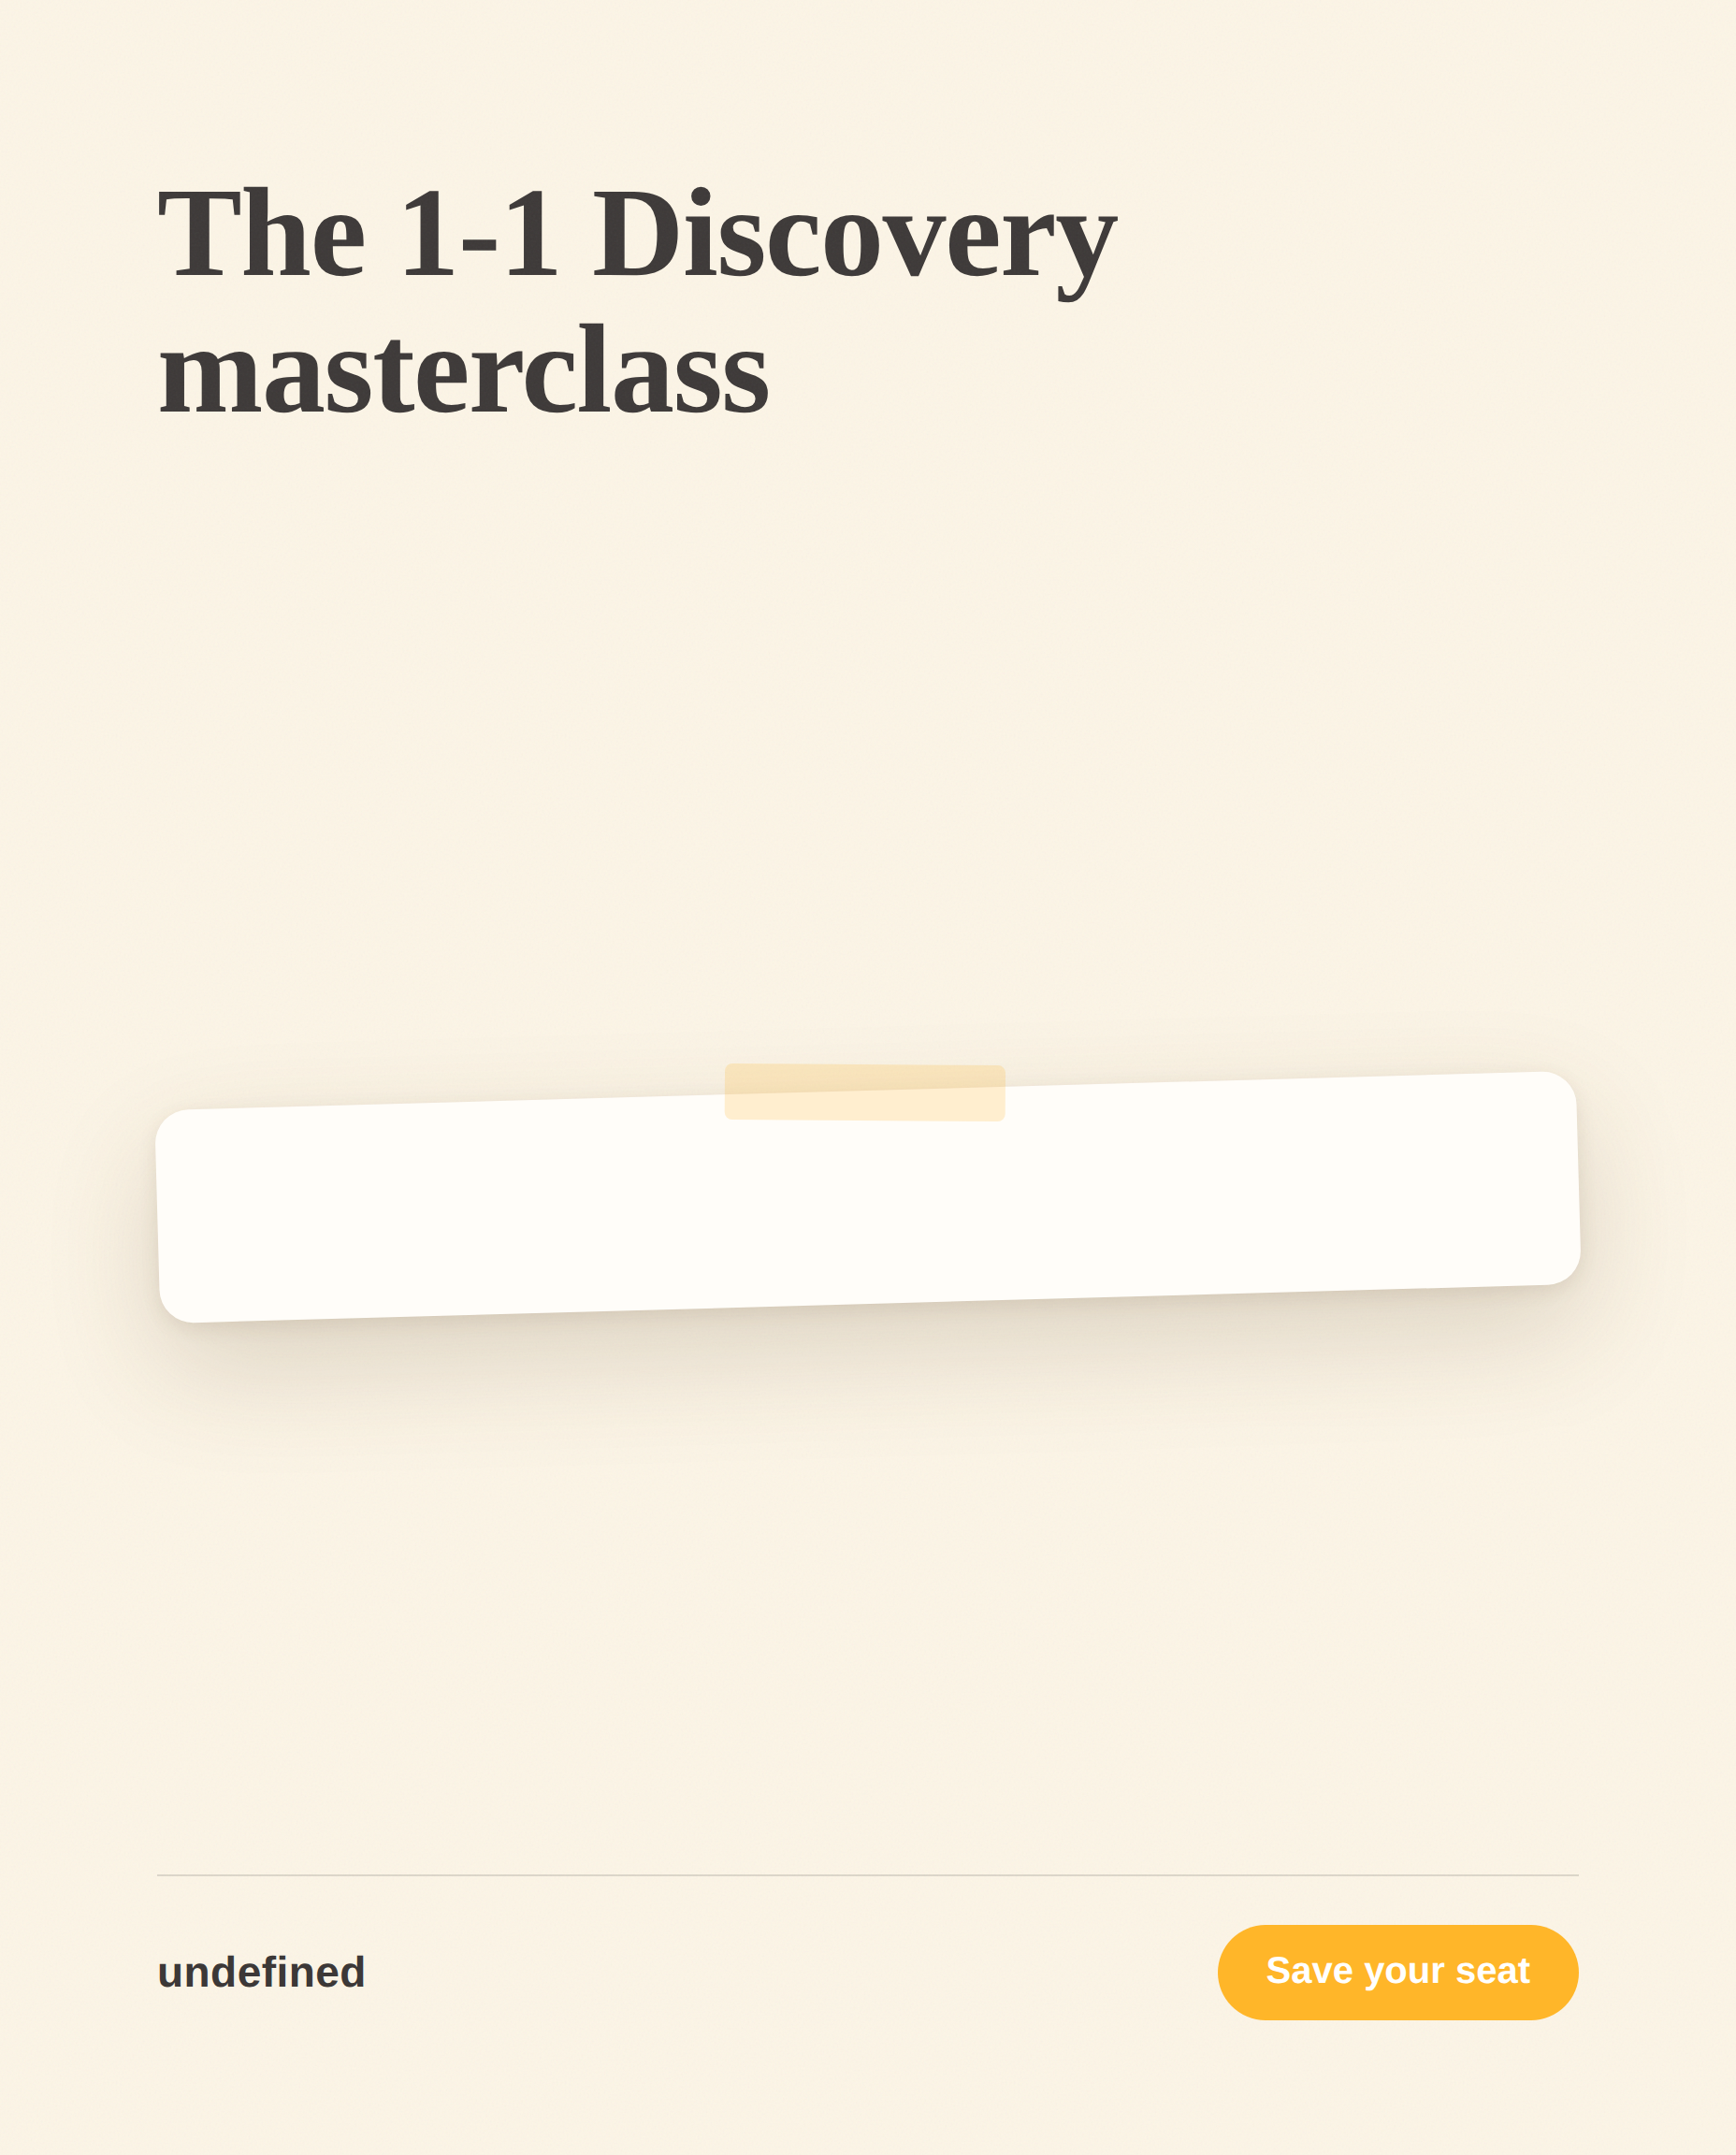 The 1-1 Discovery
masterclass
undefined
Save your seat